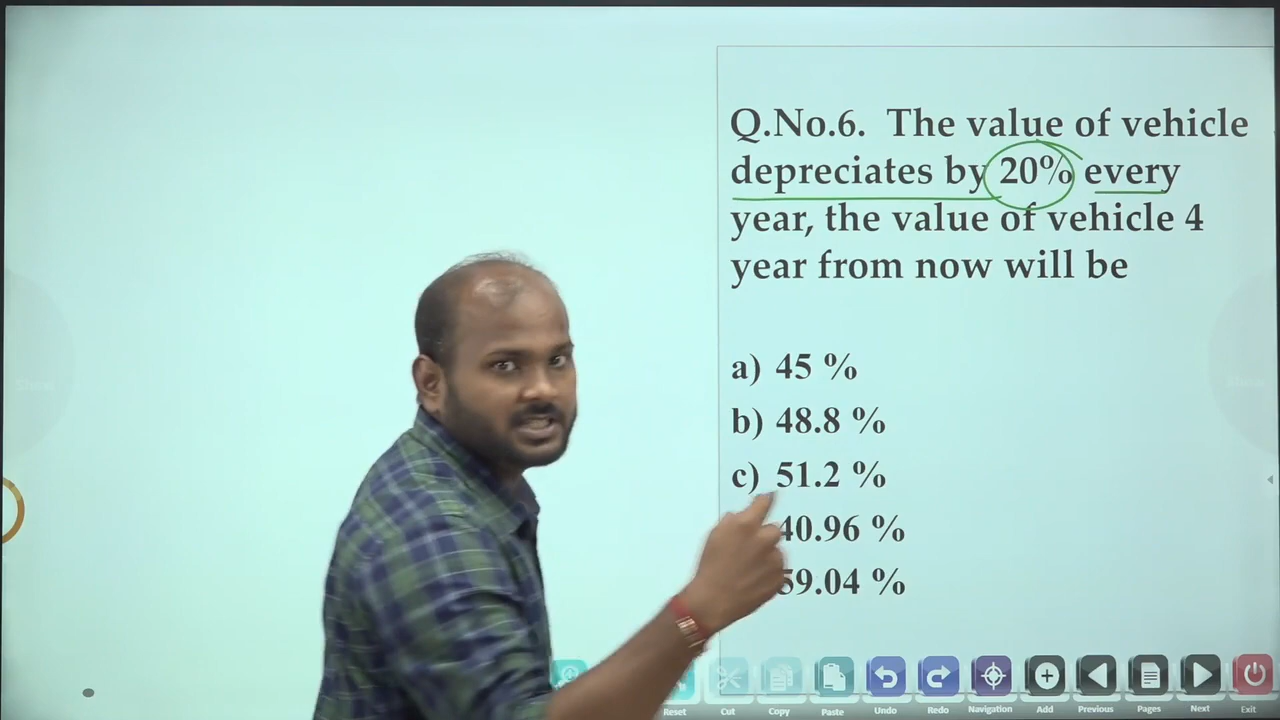 Q.No.6. The value of vehicle
depreciates by 20% every
year, the value of vehicle 4
year from now will be
a) 45 %
b) 48.8 %
c) 51.2 %
40.96 %
59.04 %
Reset Cut Copy Paste Undo Redo Navigation Add Previous Pages Next Exit